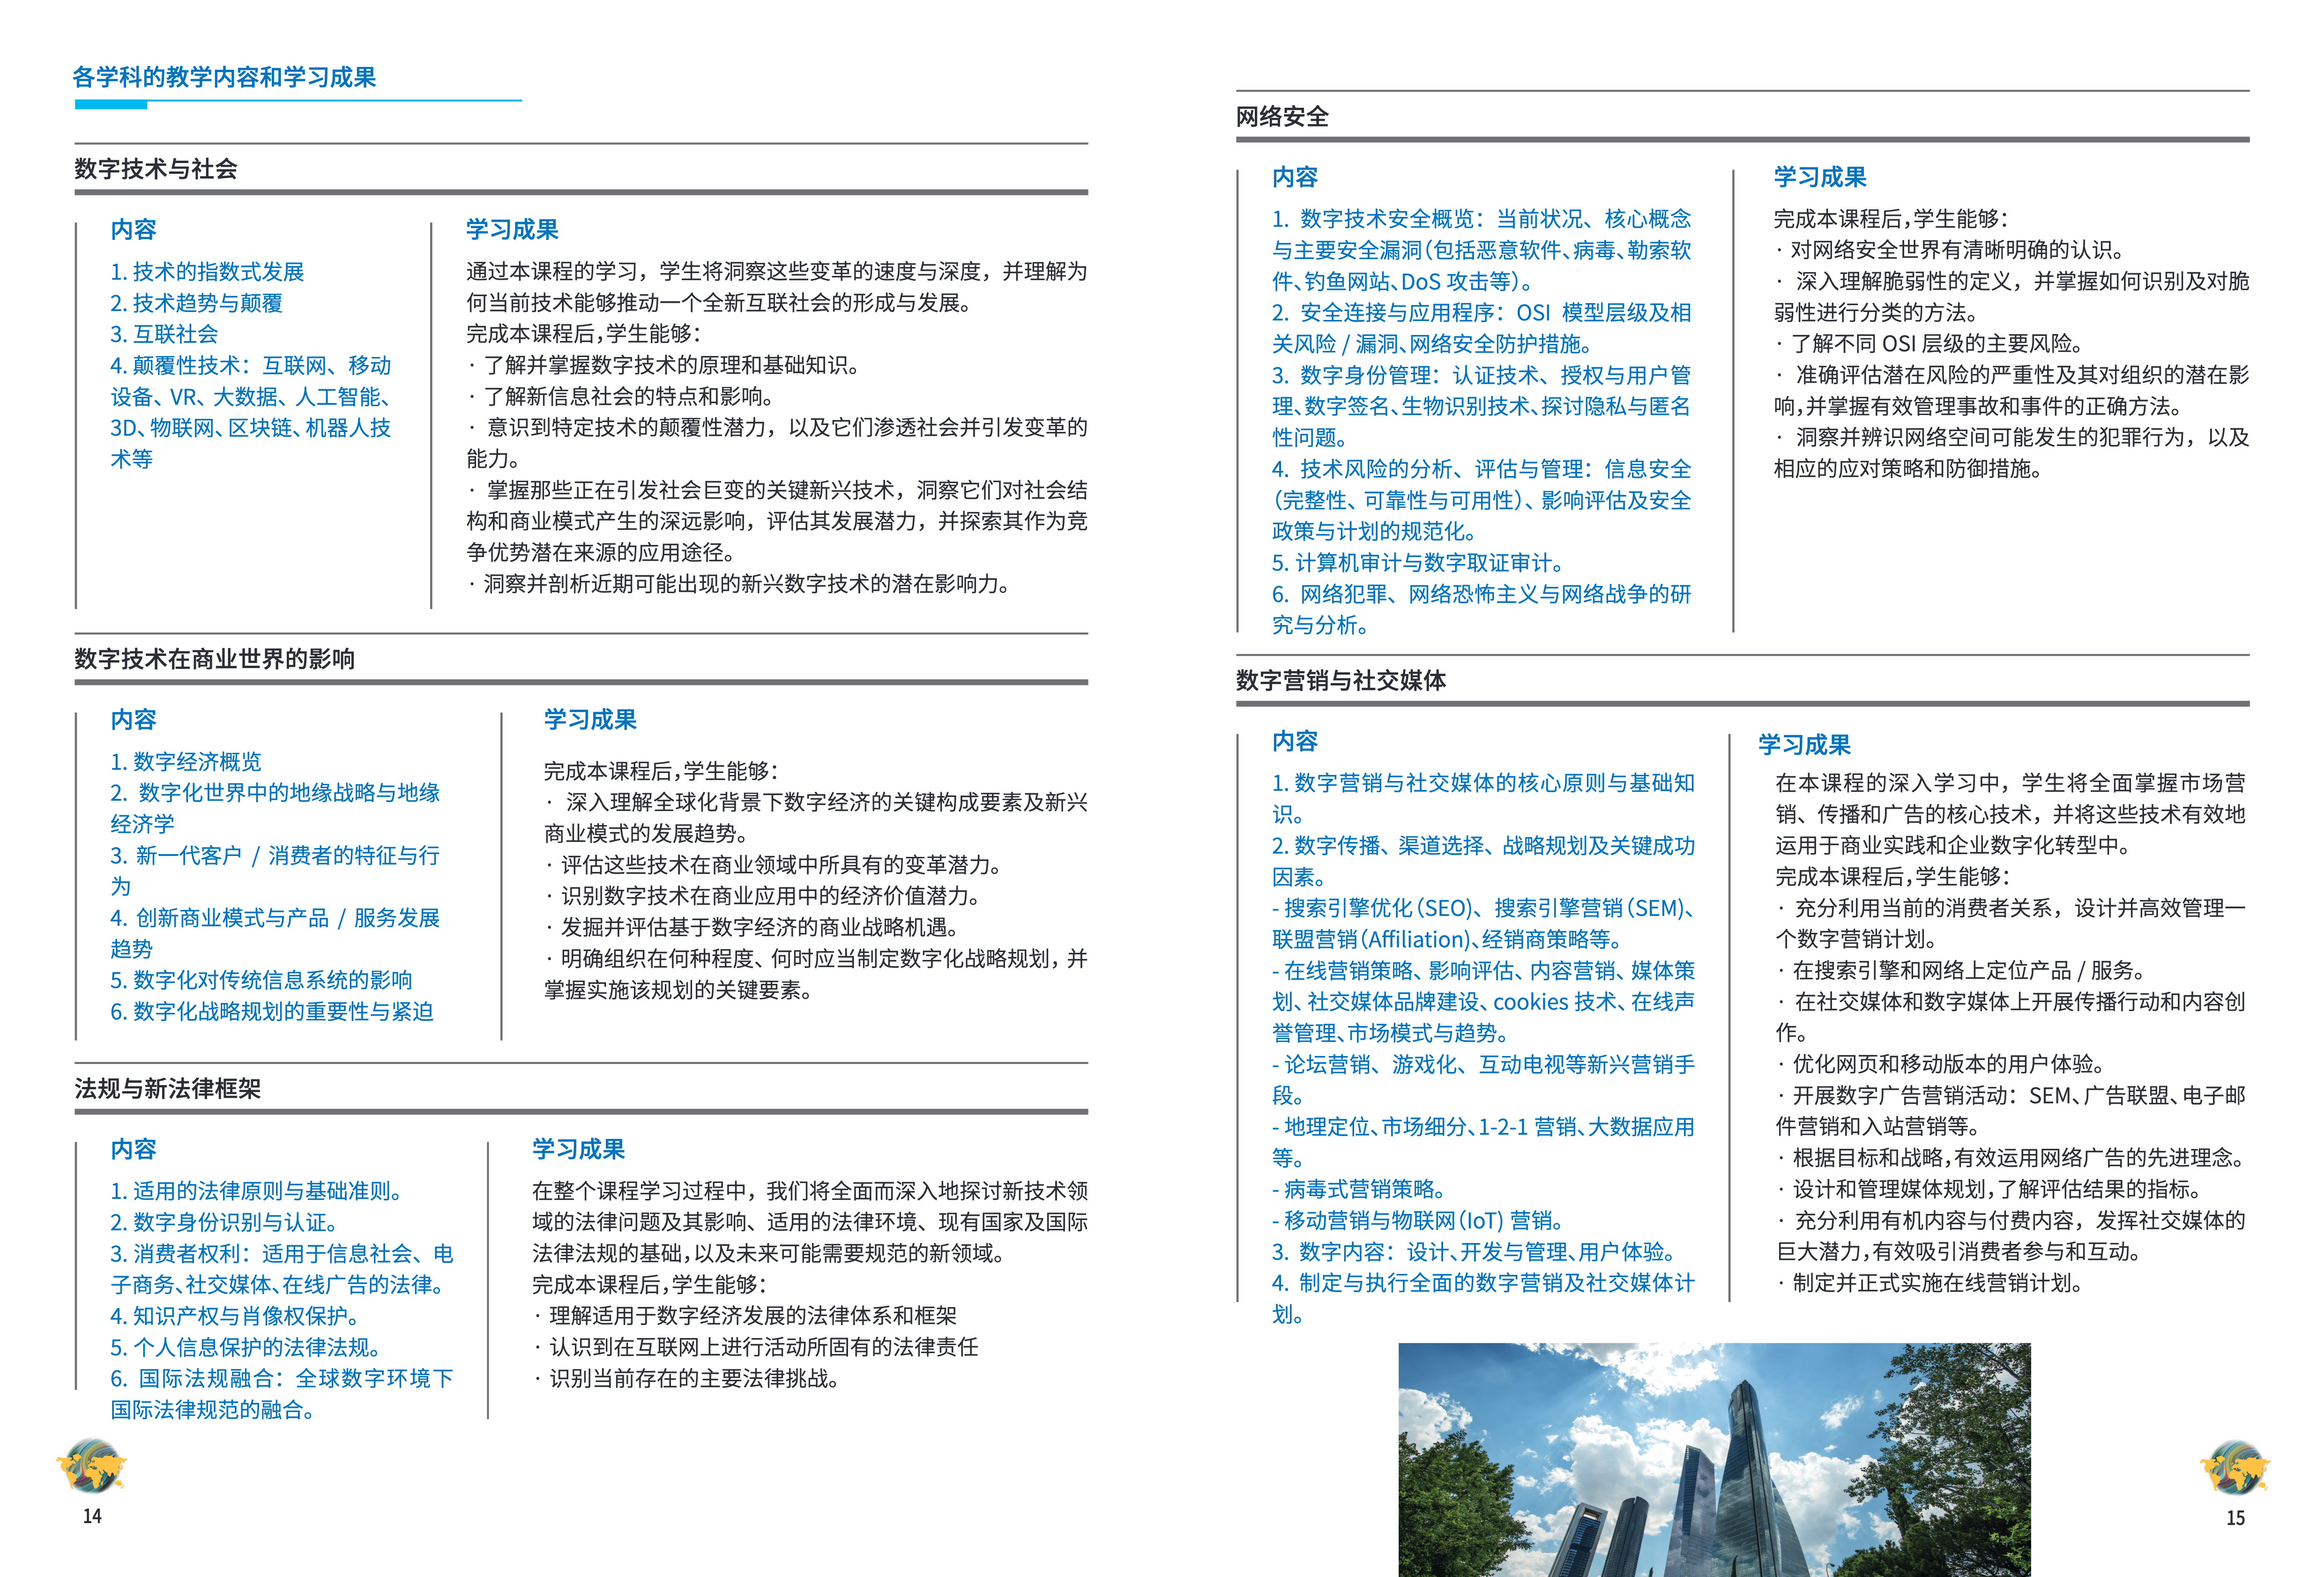 各学科的教学内容和学习成果
数字技术与社会
内容
1. 技术的指数式发展
2. 技术趋势与颠覆
3. 互联社会
4. 颠覆性技术：互联网、移动
设备、VR、大数据、人工智能、
3D、物联网、区块链、机器人技
术等
学习成果
通过本课程的学习，学生将洞察这些变革的速度与深度，并理解为
何当前技术能够推动一个全新互联社会的形成与发展。
完成本课程后，学生能够：
· 了解并掌握数字技术的原理和基础知识。
· 了解新信息社会的特点和影响。
· 意识到特定技术的颠覆性潜力，以及它们渗透社会并引发变革的
能力。
· 掌握那些正在引发社会巨变的关键新兴技术，洞察它们对社会结
构和商业模式产生的深远影响，评估其发展潜力，并探索其作为竞
争优势潜在来源的应用途径。
· 洞察并剖析近期可能出现的新兴数字技术的潜在影响力。
数字技术在商业世界的影响
内容
1. 数字经济概览
2. 数字化世界中的地缘战略与地缘
经济学
3. 新一代客户 / 消费者的特征与行
为
4. 创新商业模式与产品 / 服务发展
趋势
5. 数字化对传统信息系统的影响
6. 数字化战略规划的重要性与紧迫
学习成果
完成本课程后，学生能够：
· 深入理解全球化背景下数字经济的关键构成要素及新兴
商业模式的发展趋势。
· 评估这些技术在商业领域中所具有的变革潜力。
· 识别数字技术在商业应用中的经济价值潜力。
· 发掘并评估基于数字经济的商业战略机遇。
· 明确组织在何种程度、何时应当制定数字化战略规划，并
掌握实施该规划的关键要素。
法规与新法律框架
内容
1. 适用的法律原则与基础准则。
2. 数字身份识别与认证。
3. 消费者权利：适用于信息社会、电
子商务、社交媒体、在线广告的法律。
4. 知识产权与肖像权保护。
5. 个人信息保护的法律法规。
6. 国际法规融合：全球数字环境下
国际法律规范的融合。
学习成果
在整个课程学习过程中，我们将全面而深入地探讨新技术领
域的法律问题及其影响、适用的法律环境、现有国家及国际
法律法规的基础，以及未来可能需要规范的新领域。
完成本课程后，学生能够：
· 理解适用于数字经济发展的法律体系和框架
· 认识到在互联网上进行活动所固有的法律责任
· 识别当前存在的主要法律挑战。
14
网络安全
内容
1. 数字技术安全概览：当前状况、核心概念
与主要安全漏洞（包括恶意软件、病毒、勒索软
件、钓鱼网站、DoS 攻击等）。
2. 安全连接与应用程序：OSI 模型层级及相
关风险 / 漏洞、网络安全防护措施。
3. 数字身份管理：认证技术、授权与用户管
理、数字签名、生物识别技术、探讨隐私与匿名
性问题。
4. 技术风险的分析、评估与管理：信息安全
（完整性、可靠性与可用性）、影响评估及安全
政策与计划的规范化。
5. 计算机审计与数字取证审计。
6. 网络犯罪、网络恐怖主义与网络战争的研
究与分析。
学习成果
完成本课程后，学生能够：
· 对网络安全世界有清晰明确的认识。
· 深入理解脆弱性的定义，并掌握如何识别及对脆
弱性进行分类的方法。
· 了解不同 OSI 层级的主要风险。
· 准确评估潜在风险的严重性及其对组织的潜在影
响，并掌握有效管理事故和事件的正确方法。
· 洞察并辨识网络空间可能发生的犯罪行为，以及
相应的应对策略和防御措施。
数字营销与社交媒体
内容
1. 数字营销与社交媒体的核心原则与基础知
识。
2. 数字传播、渠道选择、战略规划及关键成功
因素。
- 搜索引擎优化（SEO)、搜索引擎营销（SEM)、
联盟营销（Affiliation)、经销商策略等。
- 在线营销策略、影响评估、内容营销、媒体策
划、社交媒体品牌建设、cookies 技术、在线声
誉管理、市场模式与趋势。
- 论坛营销、游戏化、互动电视等新兴营销手
段。
- 地理定位、市场细分、1-2-1 营销、大数据应用
等。
- 病毒式营销策略。
- 移动营销与物联网（IoT) 营销。
3. 数字内容：设计、开发与管理、用户体验。
4. 制定与执行全面的数字营销及社交媒体计
划。
学习成果
在本课程的深入学习中，学生将全面掌握市场营
销、传播和广告的核心技术，并将这些技术有效地
运用于商业实践和企业数字化转型中。
完成本课程后，学生能够：
· 充分利用当前的消费者关系，设计并高效管理一
个数字营销计划。
· 在搜索引擎和网络上定位产品 / 服务。
· 在社交媒体和数字媒体上开展传播行动和内容创
作。
· 优化网页和移动版本的用户体验。
· 开展数字广告营销活动：SEM、广告联盟、电子邮
件营销和入站营销等。
· 根据目标和战略，有效运用网络广告的先进理念。
· 设计和管理媒体规划，了解评估结果的指标。
· 充分利用有机内容与付费内容，发挥社交媒体的
巨大潜力，有效吸引消费者参与和互动。
· 制定并正式实施在线营销计划。
15